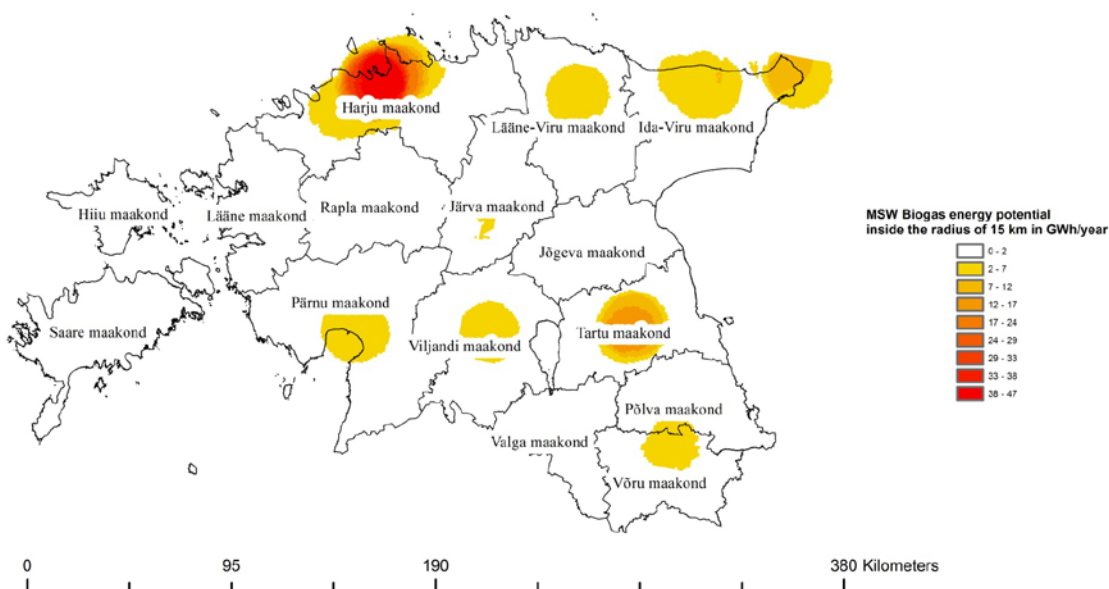 Harju maakond
Lääne-Viru maakond
Ida-Viru maakond
Hiiu maakond
Lääne maakond
Rapla maakond
Järva maakond
Jõgeva maakond
Saare maakond
Pärnu maakond
Viljandi maakond
Tartu maakond
Põlva maakond
Valga maakond
Võru maakond
MSW Biogas energy potential
inside the radius of 15 km in GWh/year
0 - 2
2 - 7
7 - 12
12 - 17
17 - 24
24 - 29
29 - 33
33 - 38
38 - 47
0 95 190 380 Kilometers